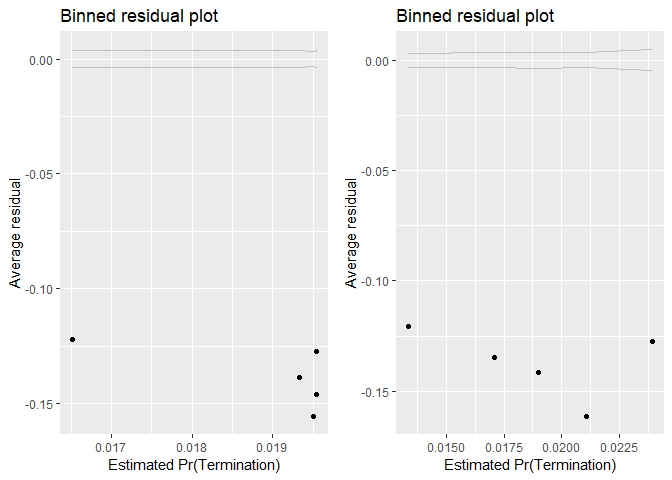 Binned residual plot
0.00
-0.05
-0.10
-0.15
Average residual
0.017 0.018 0.019
Estimated Pr(Termination)
Binned residual plot
0.00
-0.05
-0.10
-0.15
Average residual
0.0150 0.0175 0.0200 0.0225
Estimated Pr(Termination)